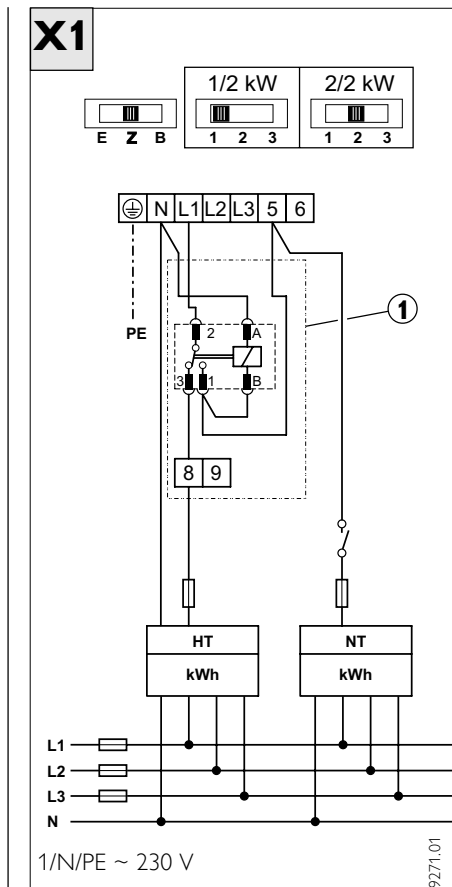 X1
1/2 kW 2/2 kW
E Z B 1 2 3 1 2 3
N L1 L2 L3 5 6
1
PE
2 A
3 1 B
8 9
HT NT
kWh kWh
L1
L2
L3
N
1/N/PE ~ 230 V
9271.01